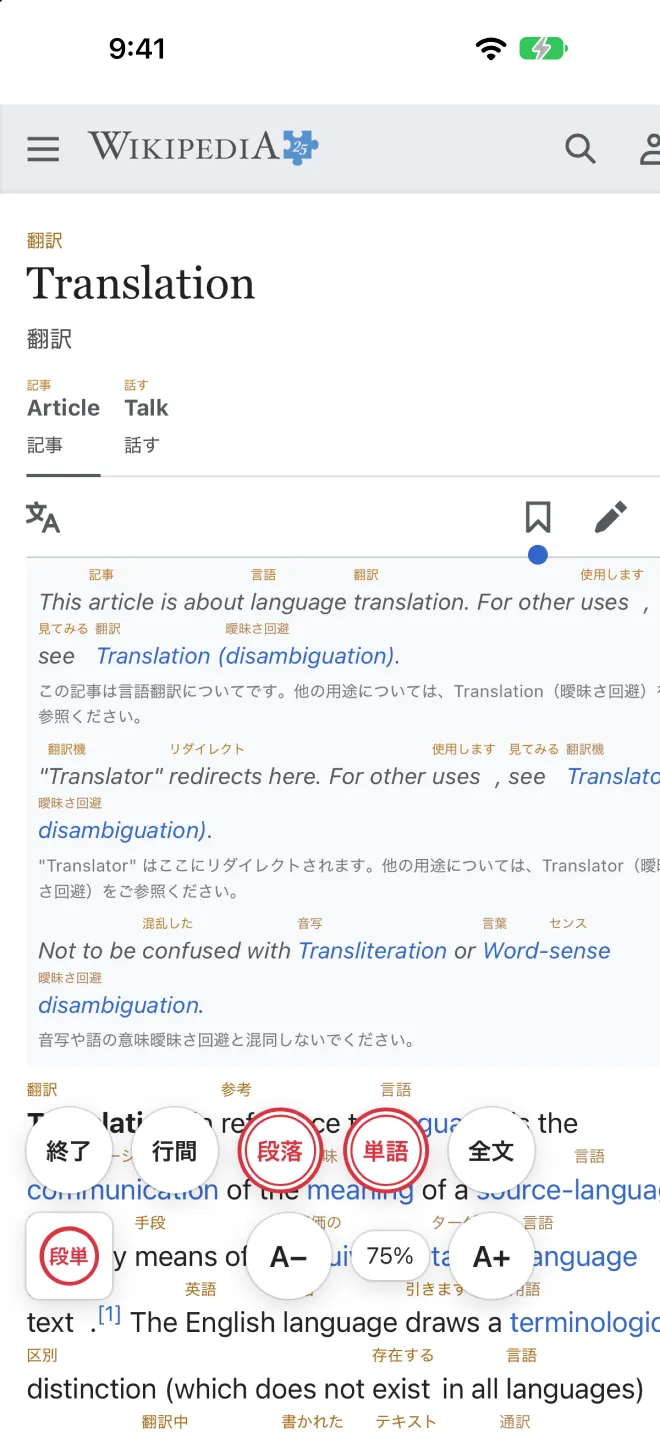 9:41
WIKIPEDIA 25
翻訳
Translation
翻訳
記事 話す
Article Talk
記事 話す
文A
記事 言語 翻訳 使用します
This article is about language translation. For other uses ,
見てみる 翻訳 曖昧さ回避
see Translation (disambiguation).
この記事は言語翻訳についてです。他の用途については、Translation（曖昧さ回避）
参照ください。
翻訳機 リダイレクト 使用します 見てみる 翻訳機
"Translator" redirects here. For other uses , see Translato
曖昧さ回避
disambiguation).
"Translator" はここにリダイレクトされます。他の用途については、Translator（曖
さ回避）をご参照ください。
混乱した 音写 言葉 センス
Not to be confused with Transliteration or Word-sense
曖昧さ回避
disambiguation.
音写や語の意味曖昧さ回避と混同しないでください。
翻訳 参考 言語
the
終了 行間 段落 単語 全文
言語
communication of the meaning of a source-langua
手段 言語
段単 y means of A− 75% A+ anguage
英語 引きます
text .[1] The English language draws a terminologic
区別 存在する 言語
distinction (which does not exist in all languages)
翻訳中 書かれた テキスト 通訳